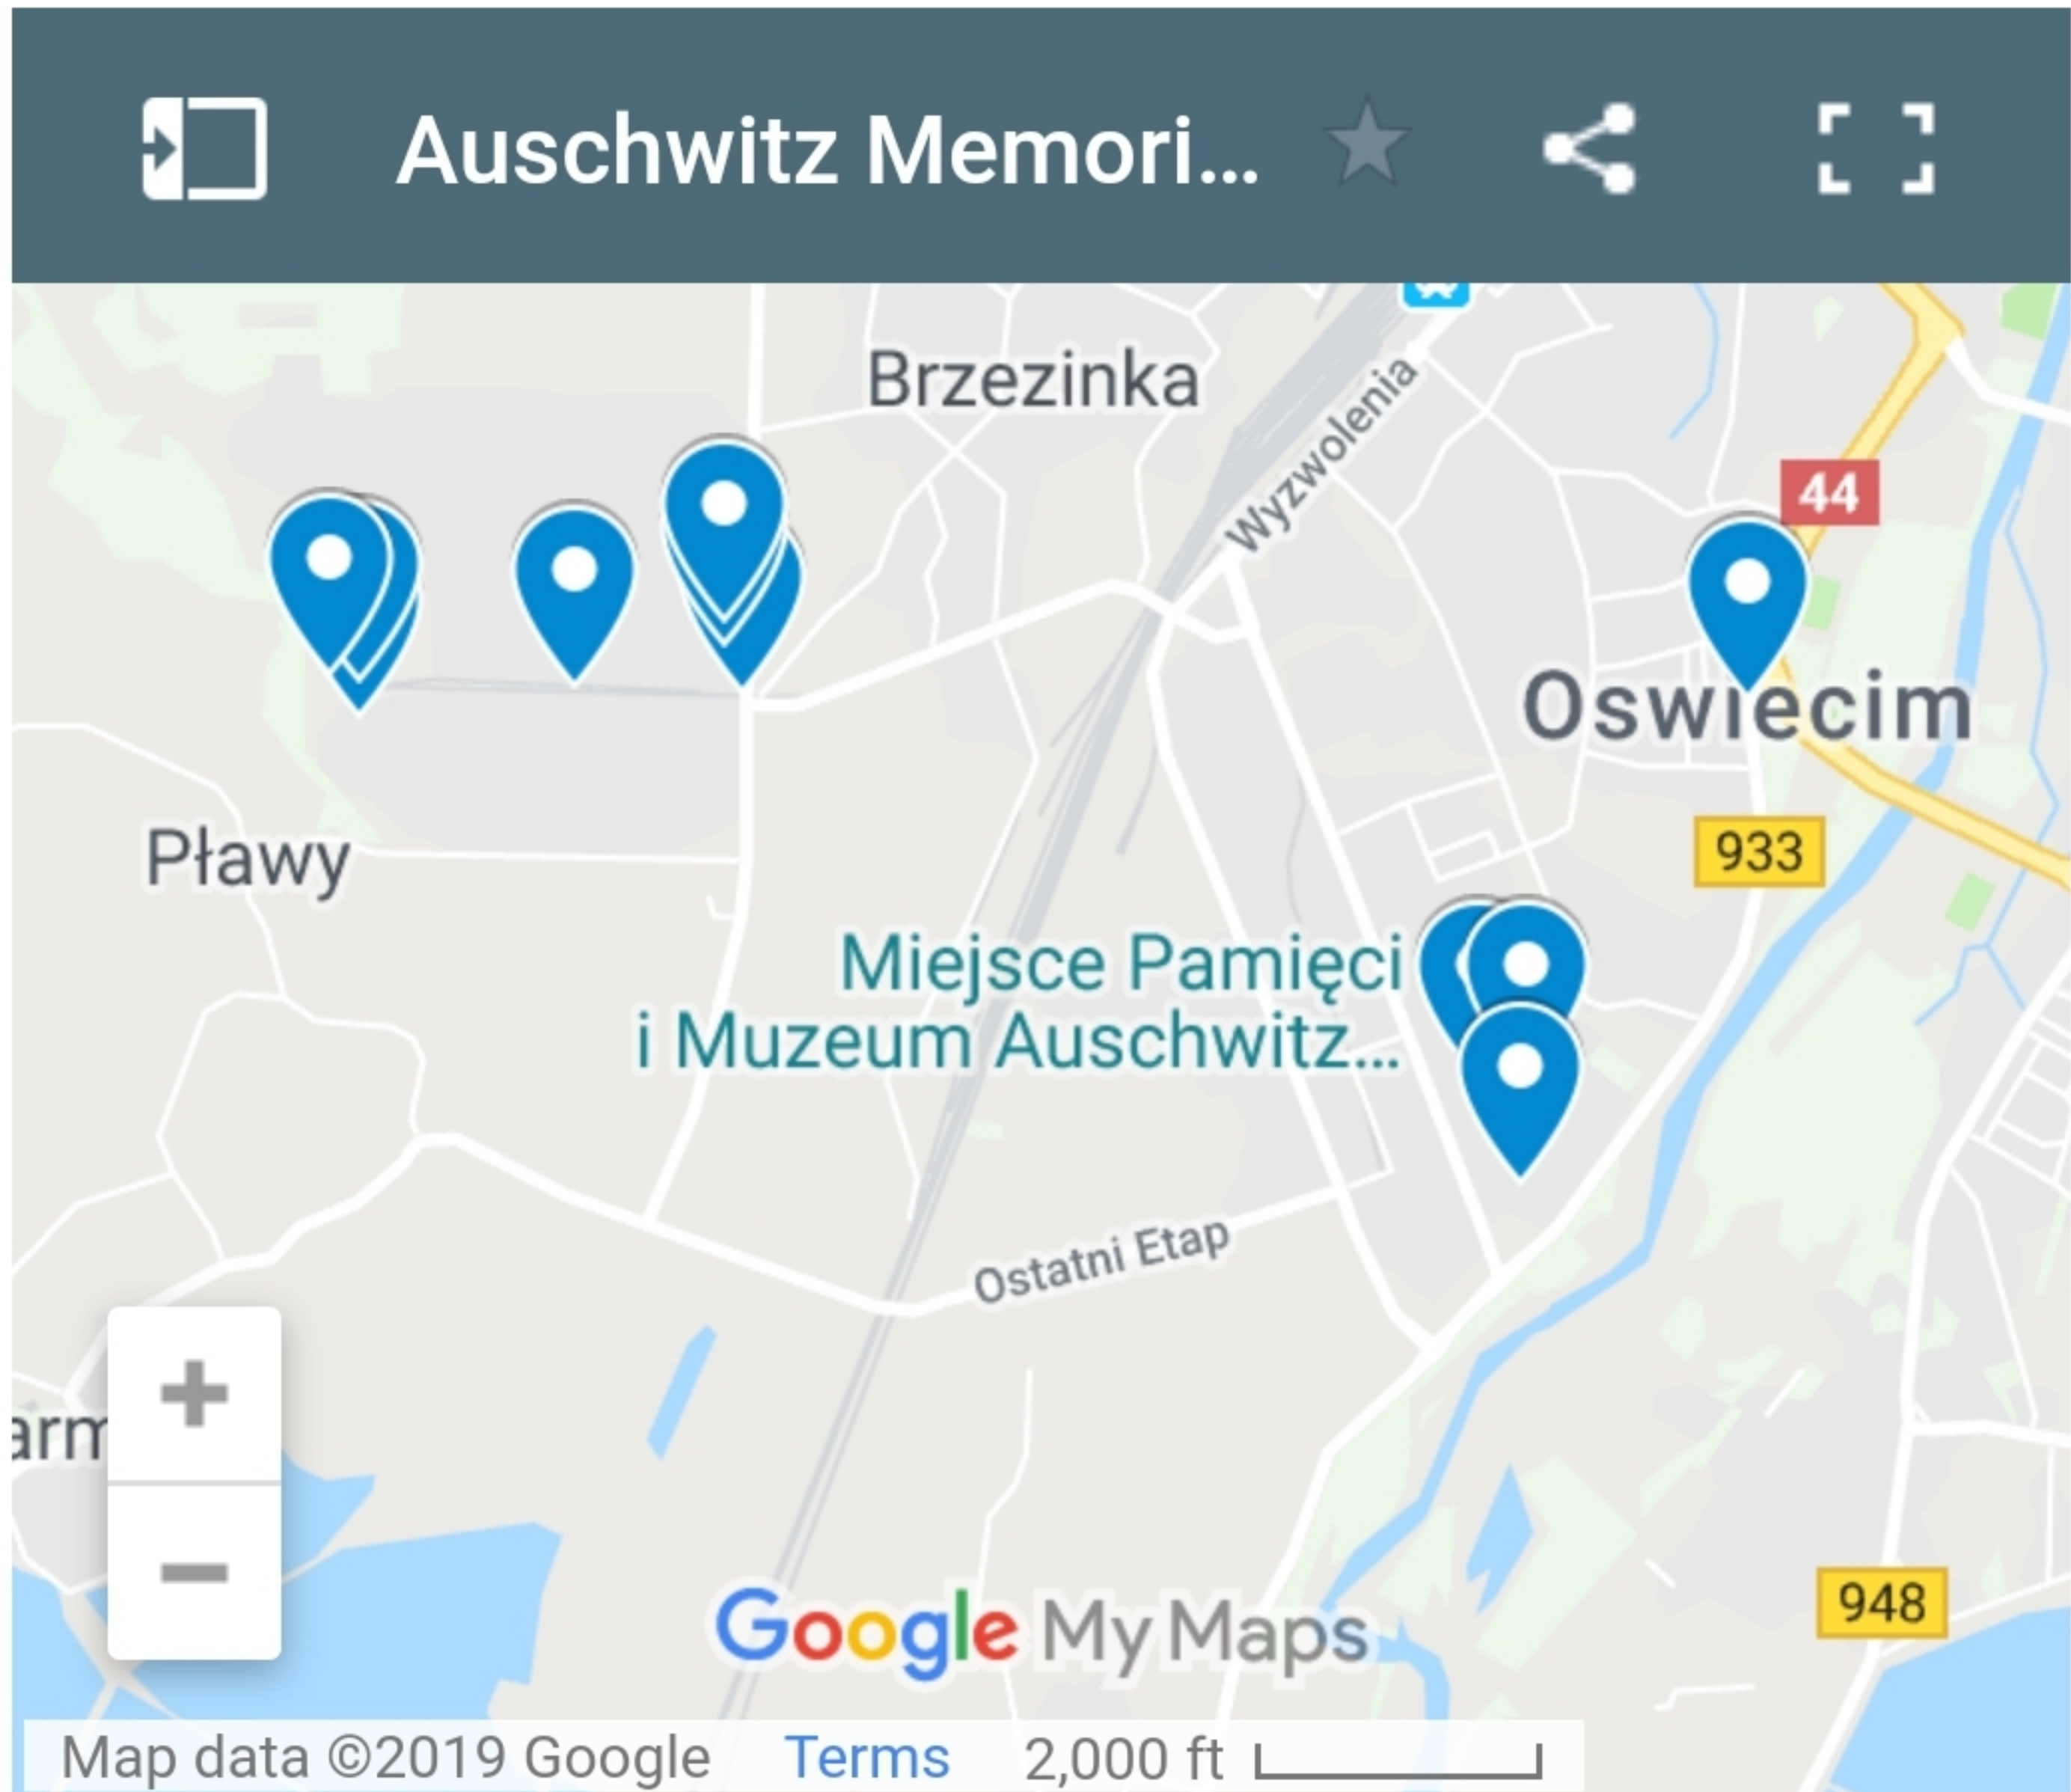 Auschwitz Memori...
Brzezinka
Wyzwolenia
44
Oswiecim
933
Pławy
Miejsce Pamięci
i Muzeum Auschwitz...
Ostatni Etap
arm
948
Google My Maps
Map data ©2019 Google Terms 2,000 ft